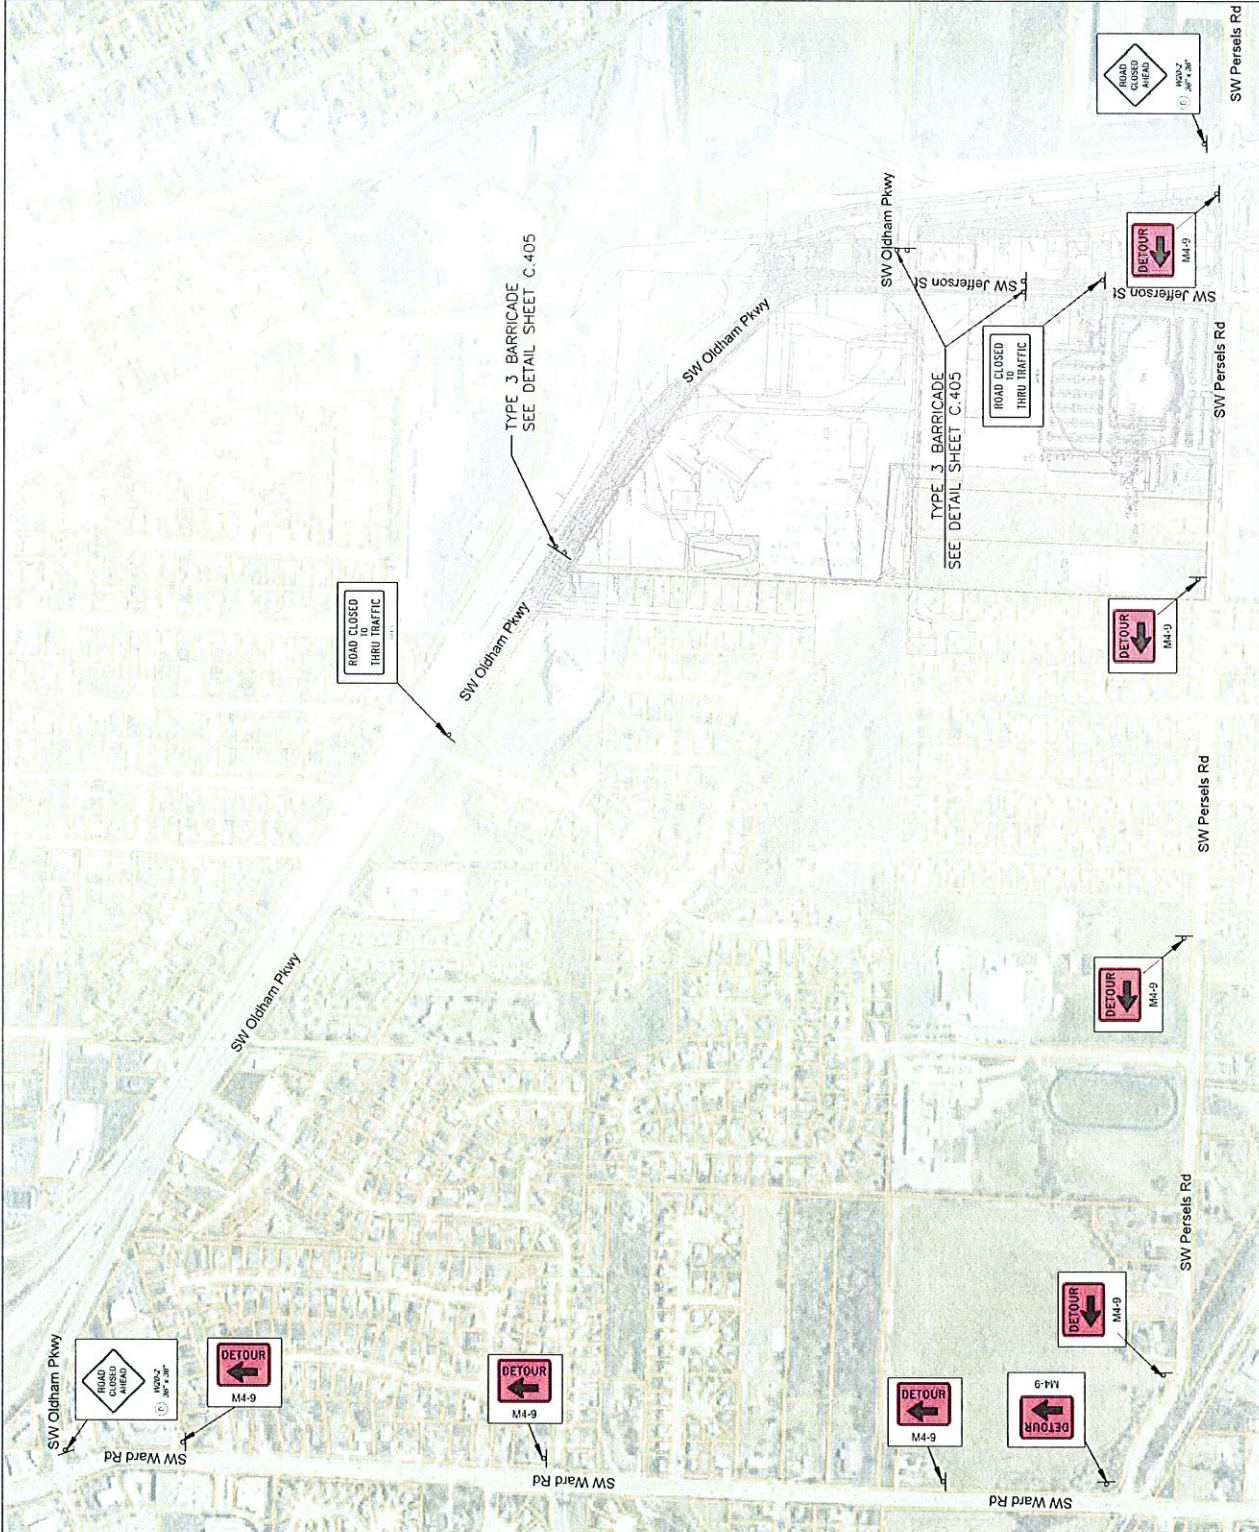 SW Persels Rd
ROAD
CLOSED
AHEAD
W20-2
36" x 36"
SW Oldham Pkwy
TYPE 3 BARRICADE
SEE DETAIL SHEET C.405
DETOUR
M4-9
SW Jefferson St
SW Jefferson St
SW Oldham Pkwy
ROAD CLOSED
TO
THRU TRAFFIC
SW Persels Rd
TYPE 3 BARRICADE
SEE DETAIL SHEET C.405
ROAD CLOSED
TO
THRU TRAFFIC
SW Oldham Pkwy
DETOUR
M4-9
SW Persels Rd
SW Oldham Pkwy
DETOUR
M4-9
SW Persels Rd
DETOUR
M4-9
SW Oldham Pkwy
ROAD
CLOSED
AHEAD
W20-2
36" x 36"
DETOUR
M4-9
SW Ward Rd
DETOUR
M4-9
SW Ward Rd
DETOUR
M4-9
DETOUR
M4-9
SW Ward Rd